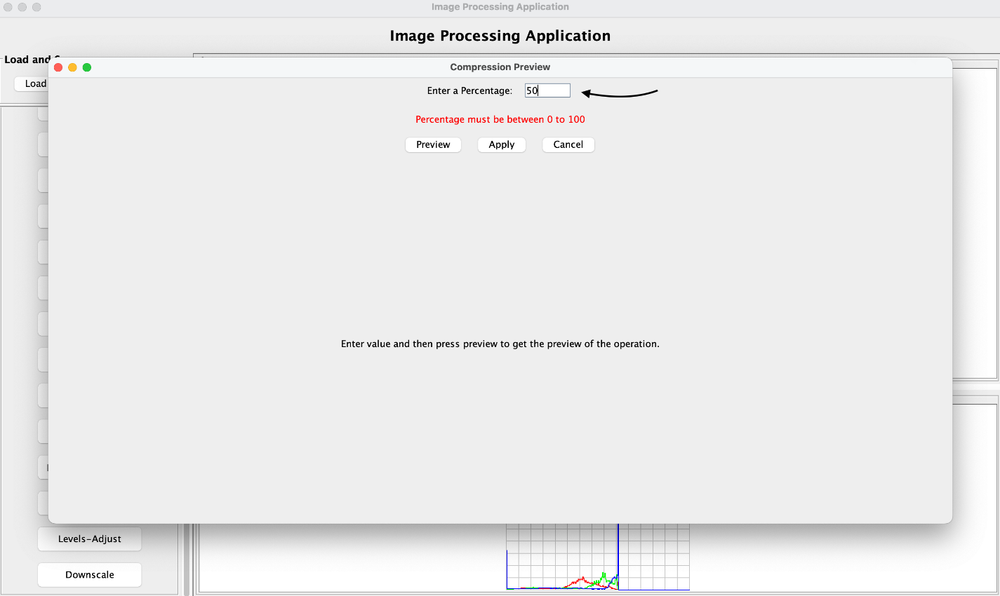 Image Processing Application
Image Processing Application
Load and
Load
Compression Preview
Enter a Percentage: 50
Percentage must be between 0 to 100
Preview Apply Cancel
Enter value and then press preview to get the preview of the operation.
Levels-Adjust
Downscale